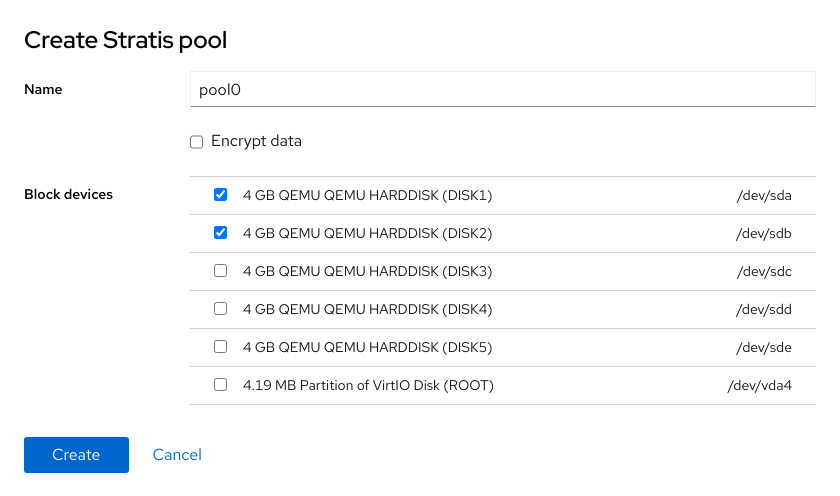 Create Stratis pool
Name
pool0
Encrypt data
Block devices
4 GB QEMU QEMU HARDDISK (DISK1) /dev/sda
4 GB QEMU QEMU HARDDISK (DISK2) /dev/sdb
4 GB QEMU QEMU HARDDISK (DISK3) /dev/sdc
4 GB QEMU QEMU HARDDISK (DISK4) /dev/sdd
4 GB QEMU QEMU HARDDISK (DISK5) /dev/sde
4.19 MB Partition of VirtIO Disk (ROOT) /dev/vda4
Create Cancel